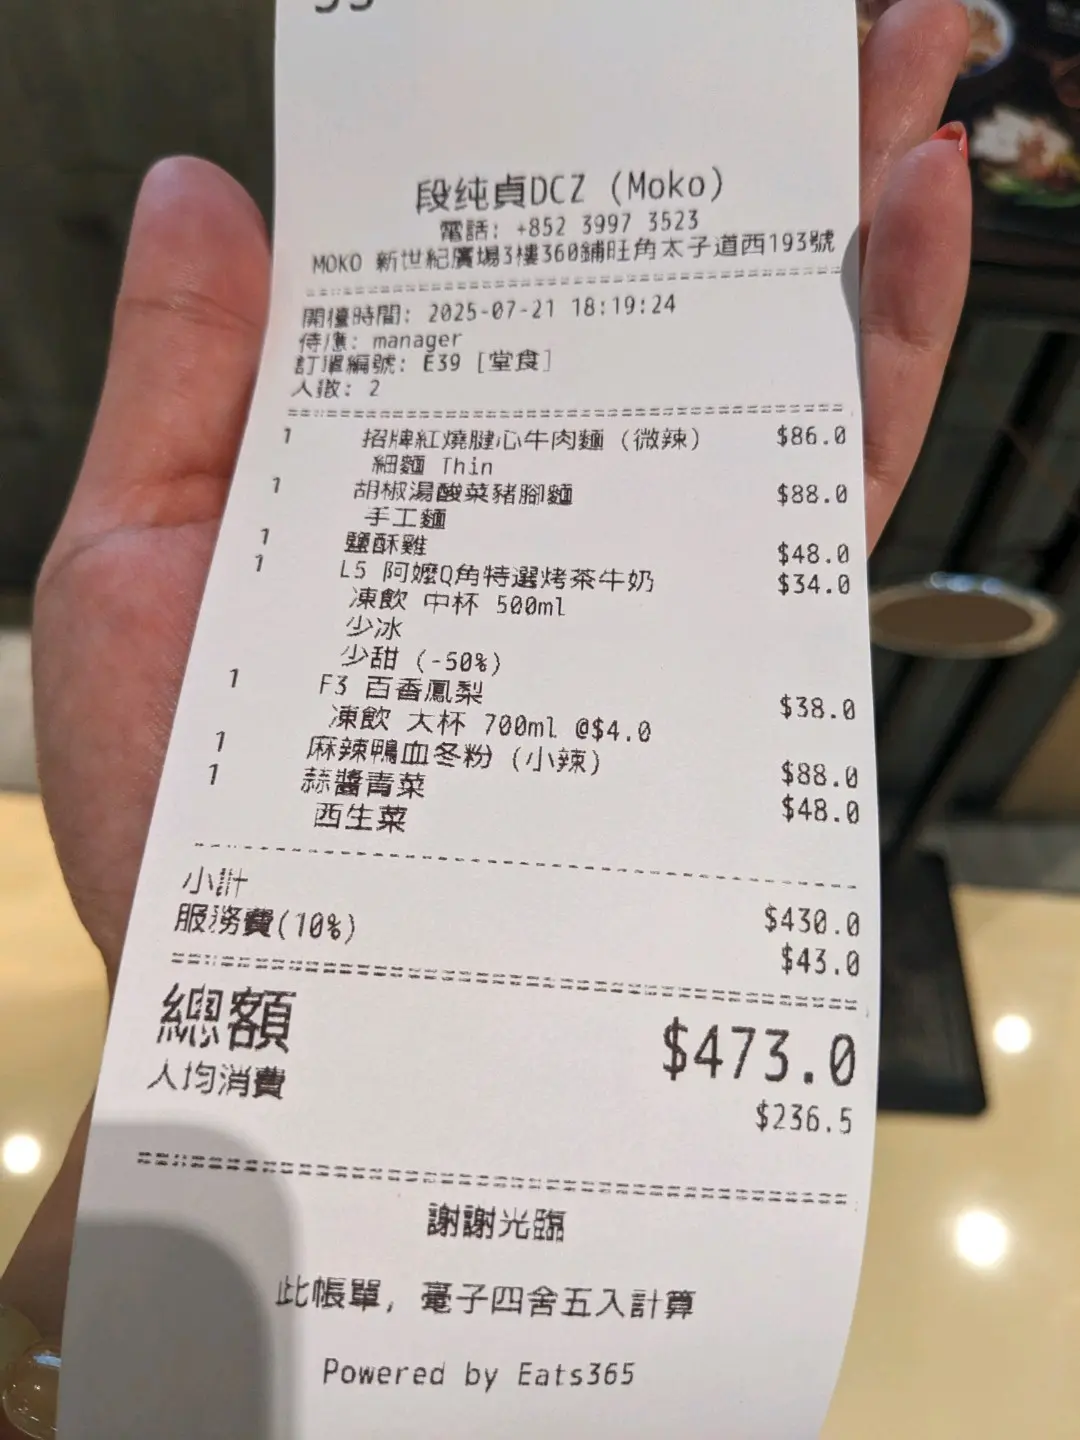 段纯貞DCZ (Moko)
電話: +852 3997 3523
MOKO 新世紀廣場3樓360鋪旺角太子道西193號
開檯時間: 2025-07-21 18:19:24
侍應: manager
訂單編號: E39 [堂食]
人數: 2
1 招牌紅燒腱心牛肉麵 (微辣) $86.0
細麵 Thin
1 胡椒湯酸菜豬腳麵 $88.0
手工麵
1 鹽酥雞 $48.0
1 L5 阿嬤Q角特選烤茶牛奶 $34.0
凍飲 中杯 500ml
少冰
少甜 (-50%)
1 F3 百香鳳梨 $38.0
凍飲 大杯 700ml @$4.0
1 麻辣鴨血冬粉 (小辣) $88.0
1 蒜醬青菜 $48.0
西生菜
小計 $430.0
服務費(10%) $43.0
總額 $473.0
人均消費 $236.5
謝謝光臨
此帳單, 毫子四舍五入計算
Powered by Eats365